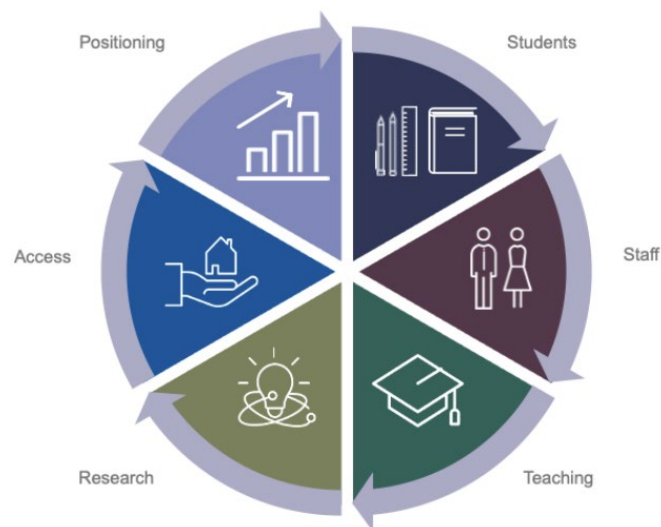 Positioning
Students
Access
Staff
Research
Teaching